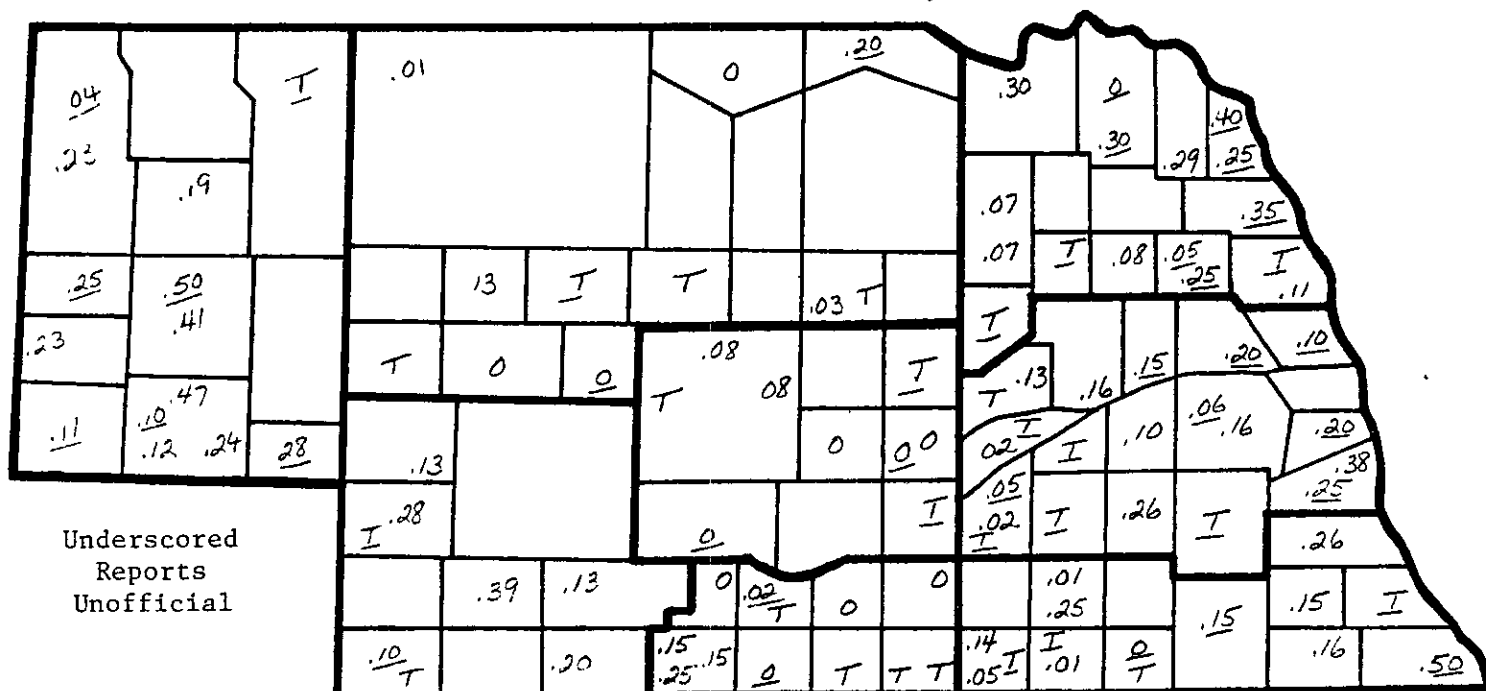 .20
.01 0
T .30 0
.04 .40
.23 .30 .29 .25
.19 .07 .35
.07 T .08 .05 T
.25 .50 13 T T .25 .11
.41 .03 T
.23 T .10
.08 .15 .20
T 0 0 T 08 T T .13 .16
.47 .06
.10 T .10 .16 .20
.11 .12 .24 28 .13 0 0 0 02 T .38
.05 .25
.28 T .02 T .26 T
T 0 T .26
Underscored
Reports
Unofficial
0 .02 0 0 .01
.39 .13 T .25 .15 .15 T
.10 .15 .14 T 0 .16
T .20 .25 .15 0 T T T .05 T .01 T .50